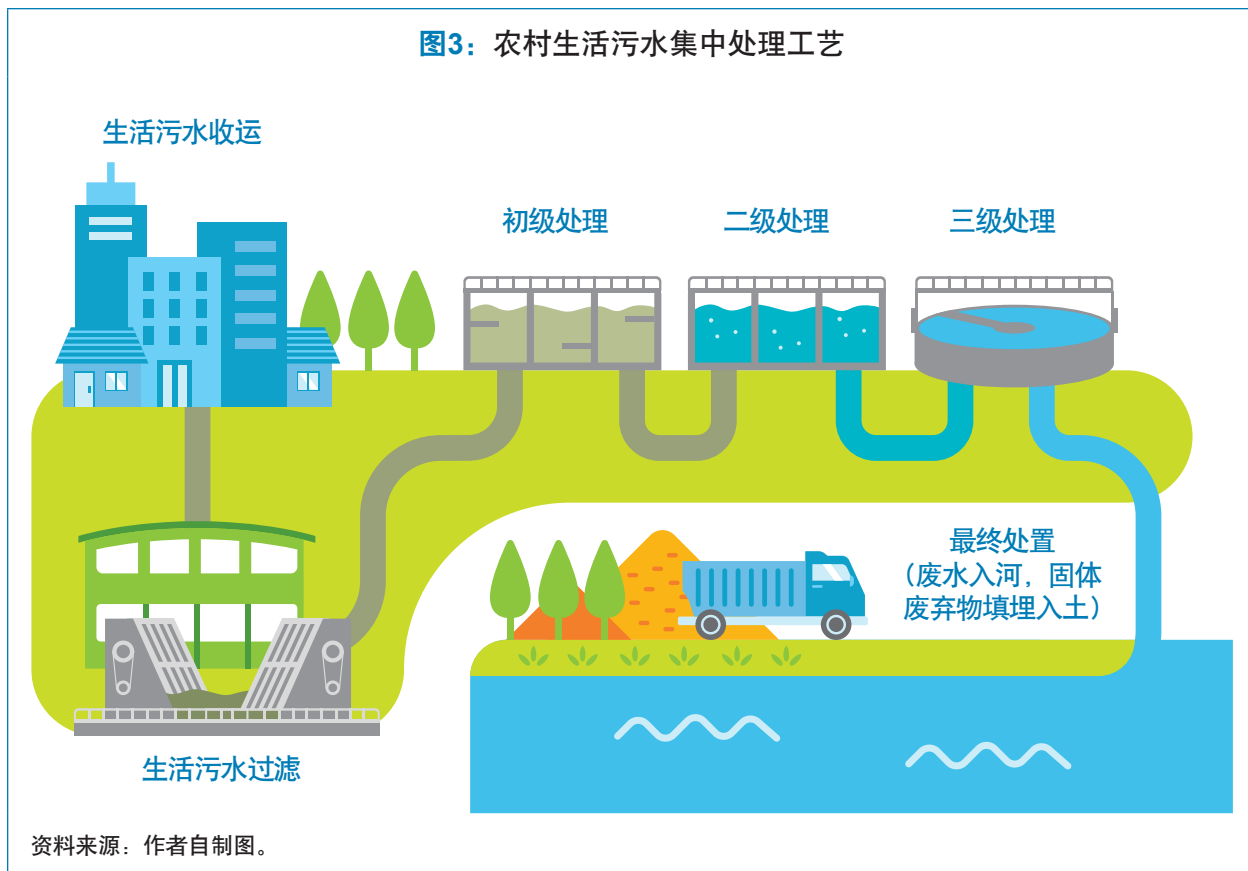 图3：农村生活污水集中处理工艺
生活污水收运
初级处理
二级处理
三级处理
最终处置
（废水入河，固体
废弃物填埋入土）
生活污水过滤
资料来源：作者自制图。